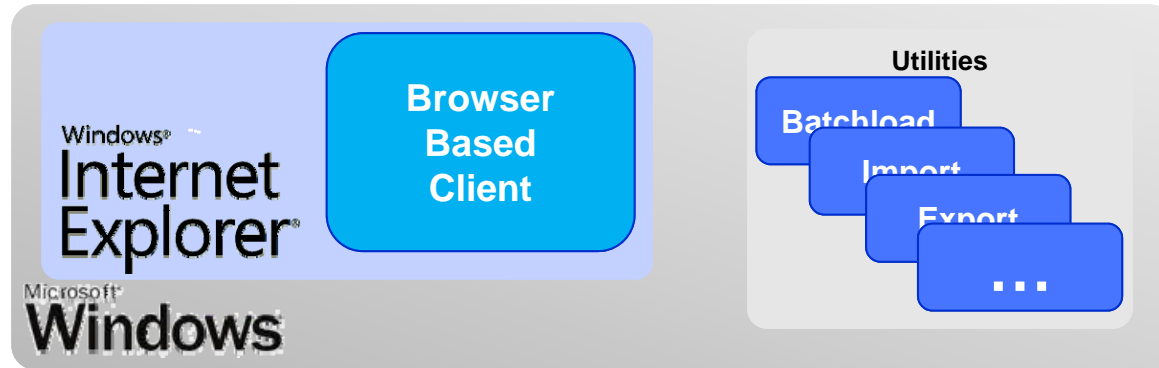 Browser
Based
Client
Windows®
Internet
Explorer®
Microsoft®
Windows
Utilities
Batchload
Import
Export
...